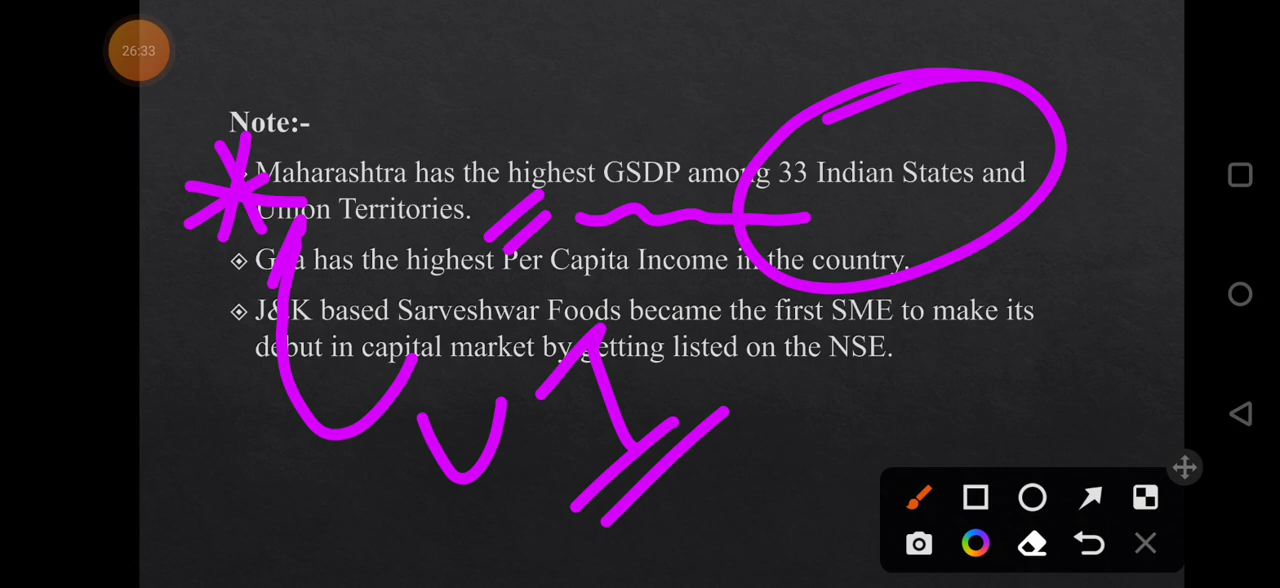 26:33
Note:-
Maharashtra has the highest GSDP among 33 Indian States and
Union Territories.
Goa has the highest Per Capita Income in the country.
J&K based Sarveshwar Foods became the first SME to make its
debut in capital market by getting listed on the NSE.